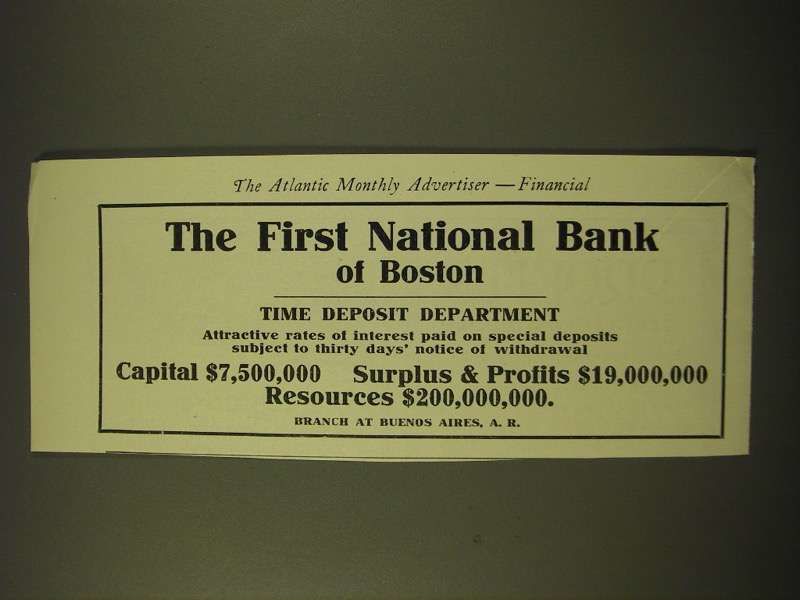 The Atlantic Monthly Advertiser — Financial
The First National Bank
of Boston
TIME DEPOSIT DEPARTMENT
Attractive rates of interest paid on special deposits
subject to thirty days' notice of withdrawal
Capital $7,500,000 Surplus & Profits $19,000,000
Resources $200,000,000.
BRANCH AT BUENOS AIRES, A. R.